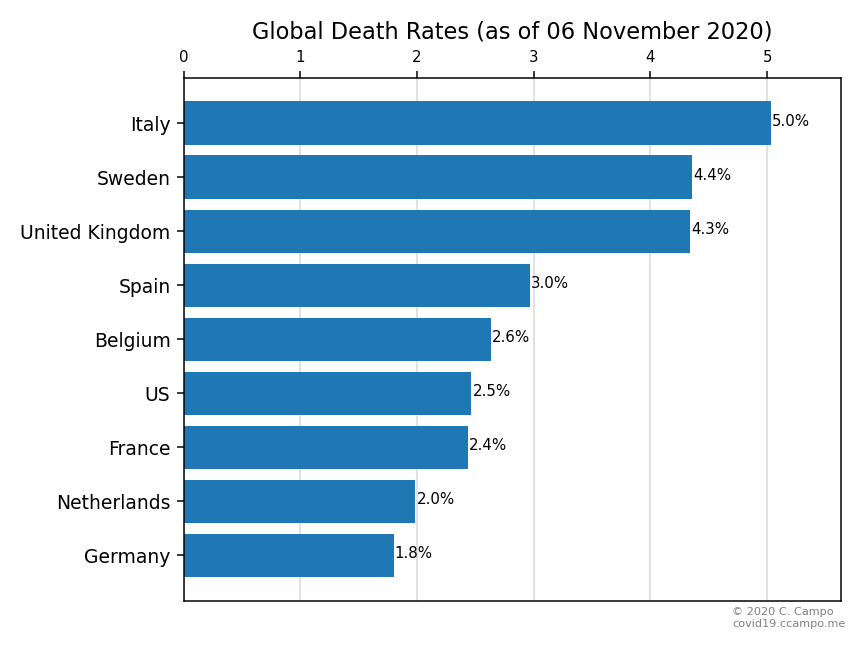 Global Death Rates (as of 06 November 2020)
0 1 2 3 4 5
Italy 5.0%
Sweden 4.4%
United Kingdom 4.3%
Spain 3.0%
Belgium 2.6%
US 2.5%
France 2.4%
Netherlands 2.0%
Germany 1.8%
© 2020 C. Campo
covid19.ccampo.me